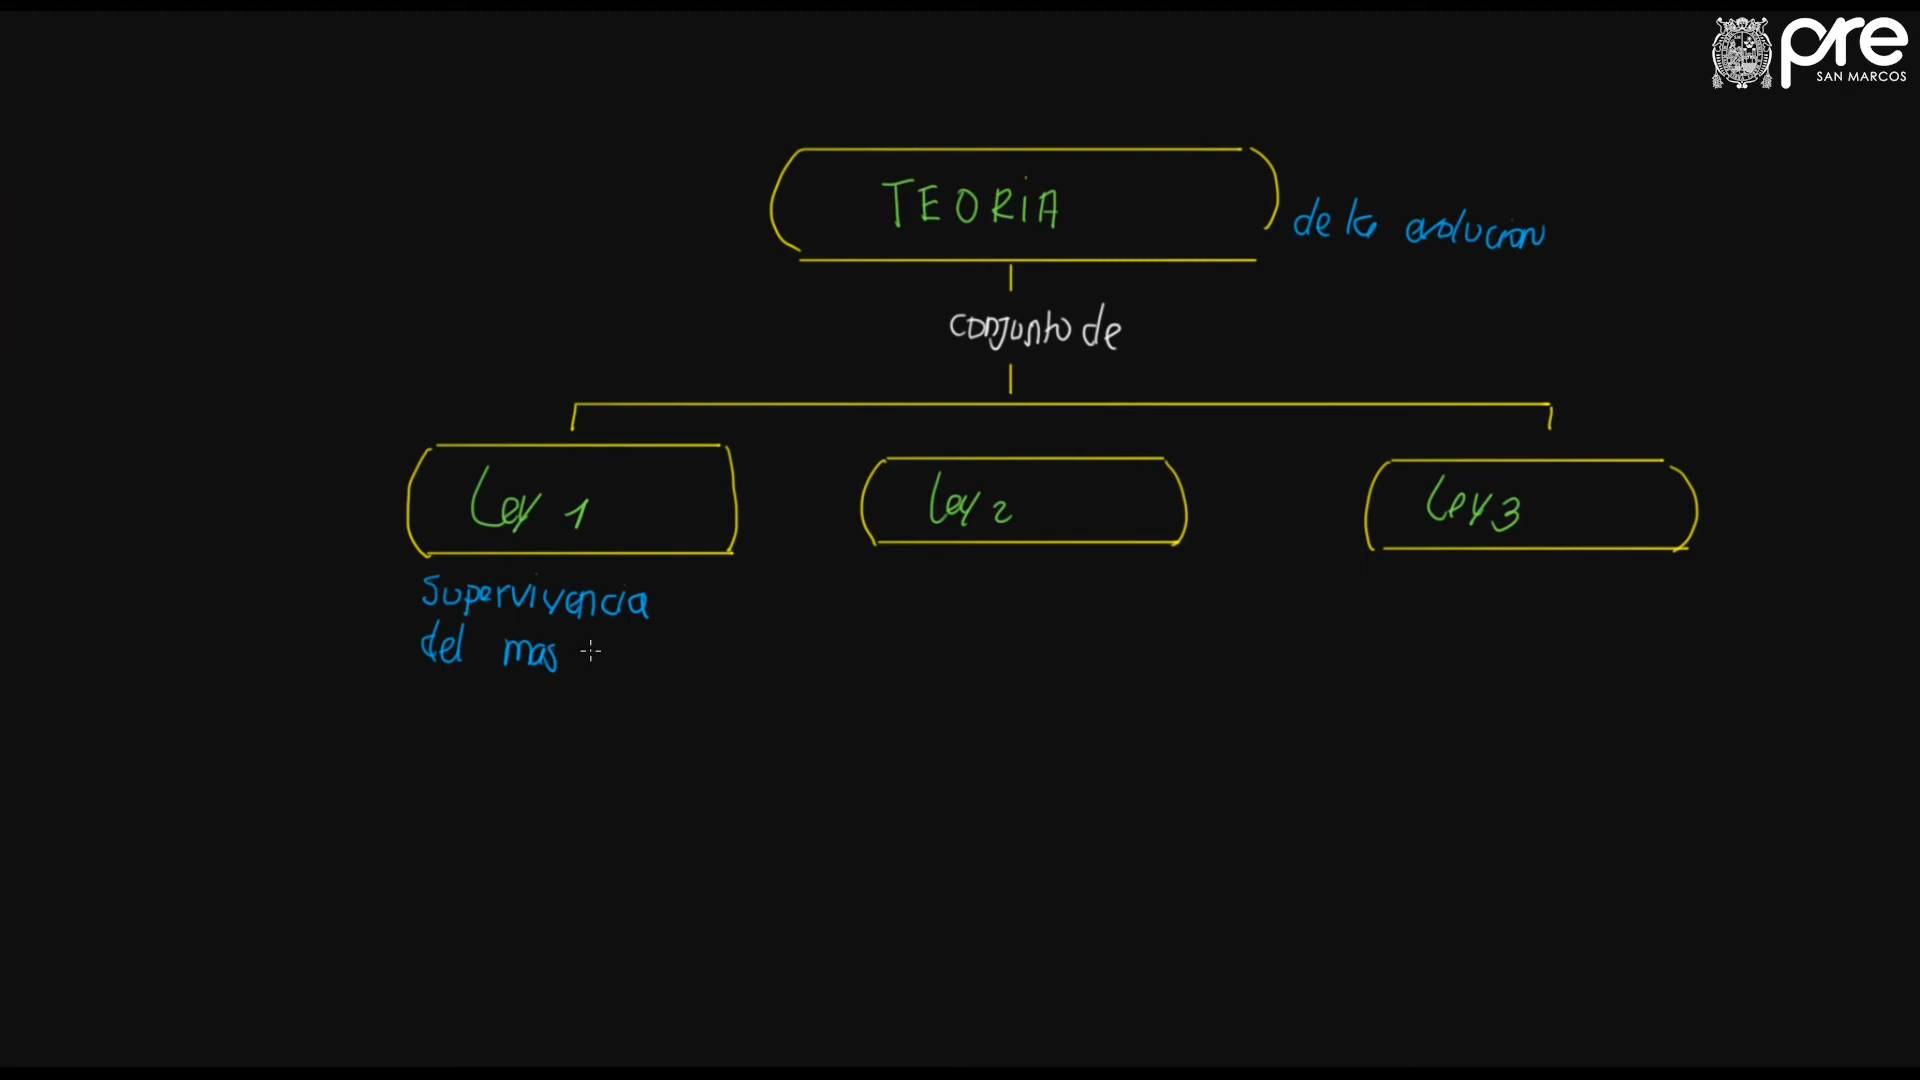 pre
SAN MARCOS
TEORIA
de la evolucion
conjunto de
Ley 1
Ley 2
Ley 3
Supervivencia
del mas